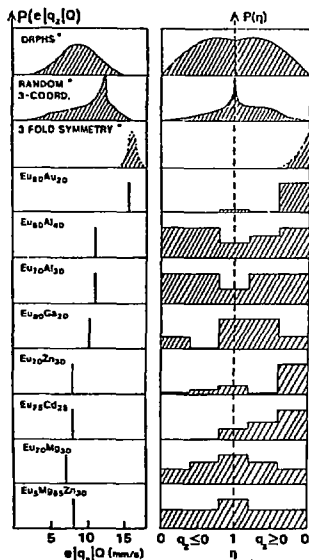 P(e|q_z|Q)
P(η)
DRPHS*
RANDOM*
3-COORD.
3 FOLD SYMMETRY*
Eu80Au20
Eu60Al40
Eu70Al30
Eu80Ga20
Eu70Zn30
Eu75Cd25
Eu70Mg30
Eu5Mg65Zn30
0 5 10 15
e|q_z|Q (mm/s)
0 0
q_z≤0 q_z≥0
η